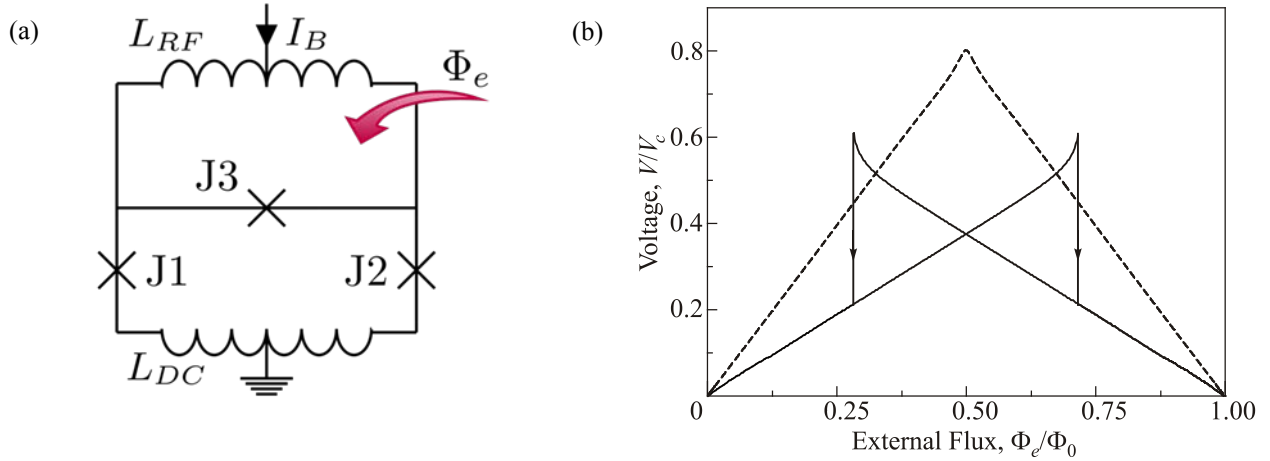 (a)
L_RF
I_B
Φ_e
J3
J1
J2
L_DC
(b)
Voltage, V/V_c
0.8
0.6
0.4
0.2
0
0.25
0.50
0.75
1.00
External Flux, Φ_e/Φ_0